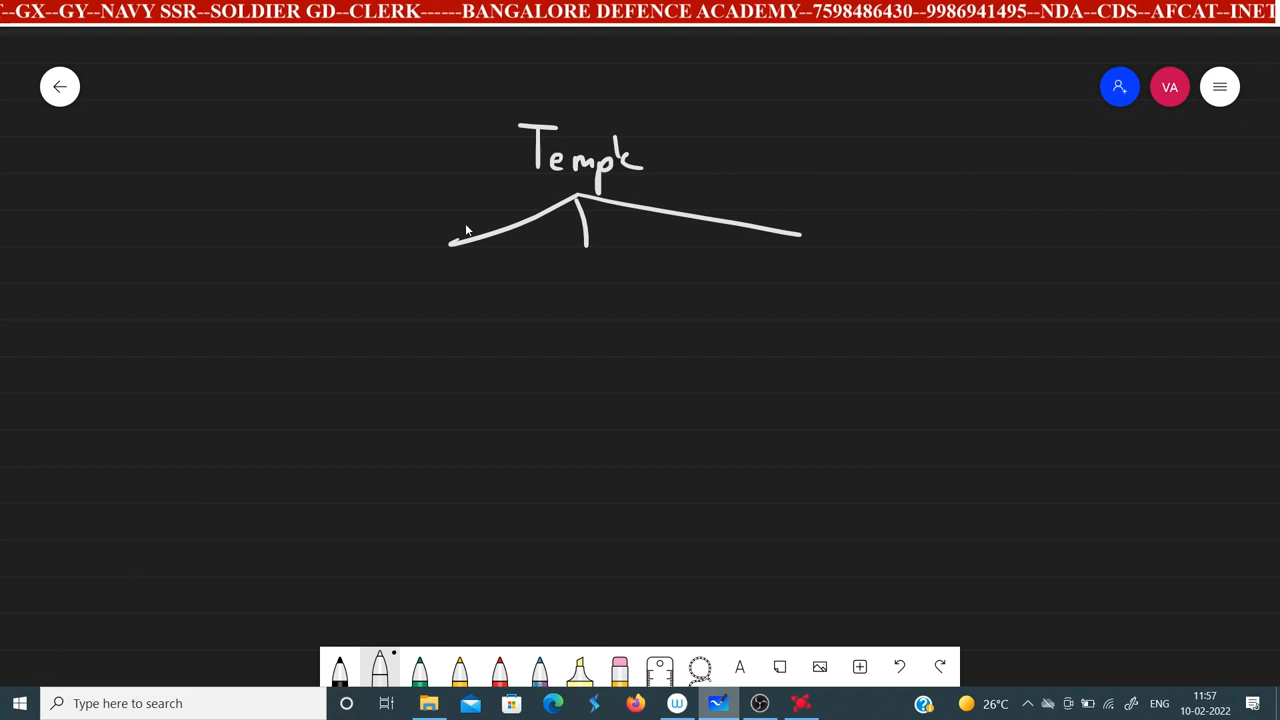 T--GX--GY--NAVY SSR--SOLDIER GD--CLERK------BANGALORE DEFENCE ACADEMY--7598486430--9986941495--NDA--CDS--AFCAT--INET
VA
Temple
A
Type here to search
W
26°C
ENG
11:57
10-02-2022